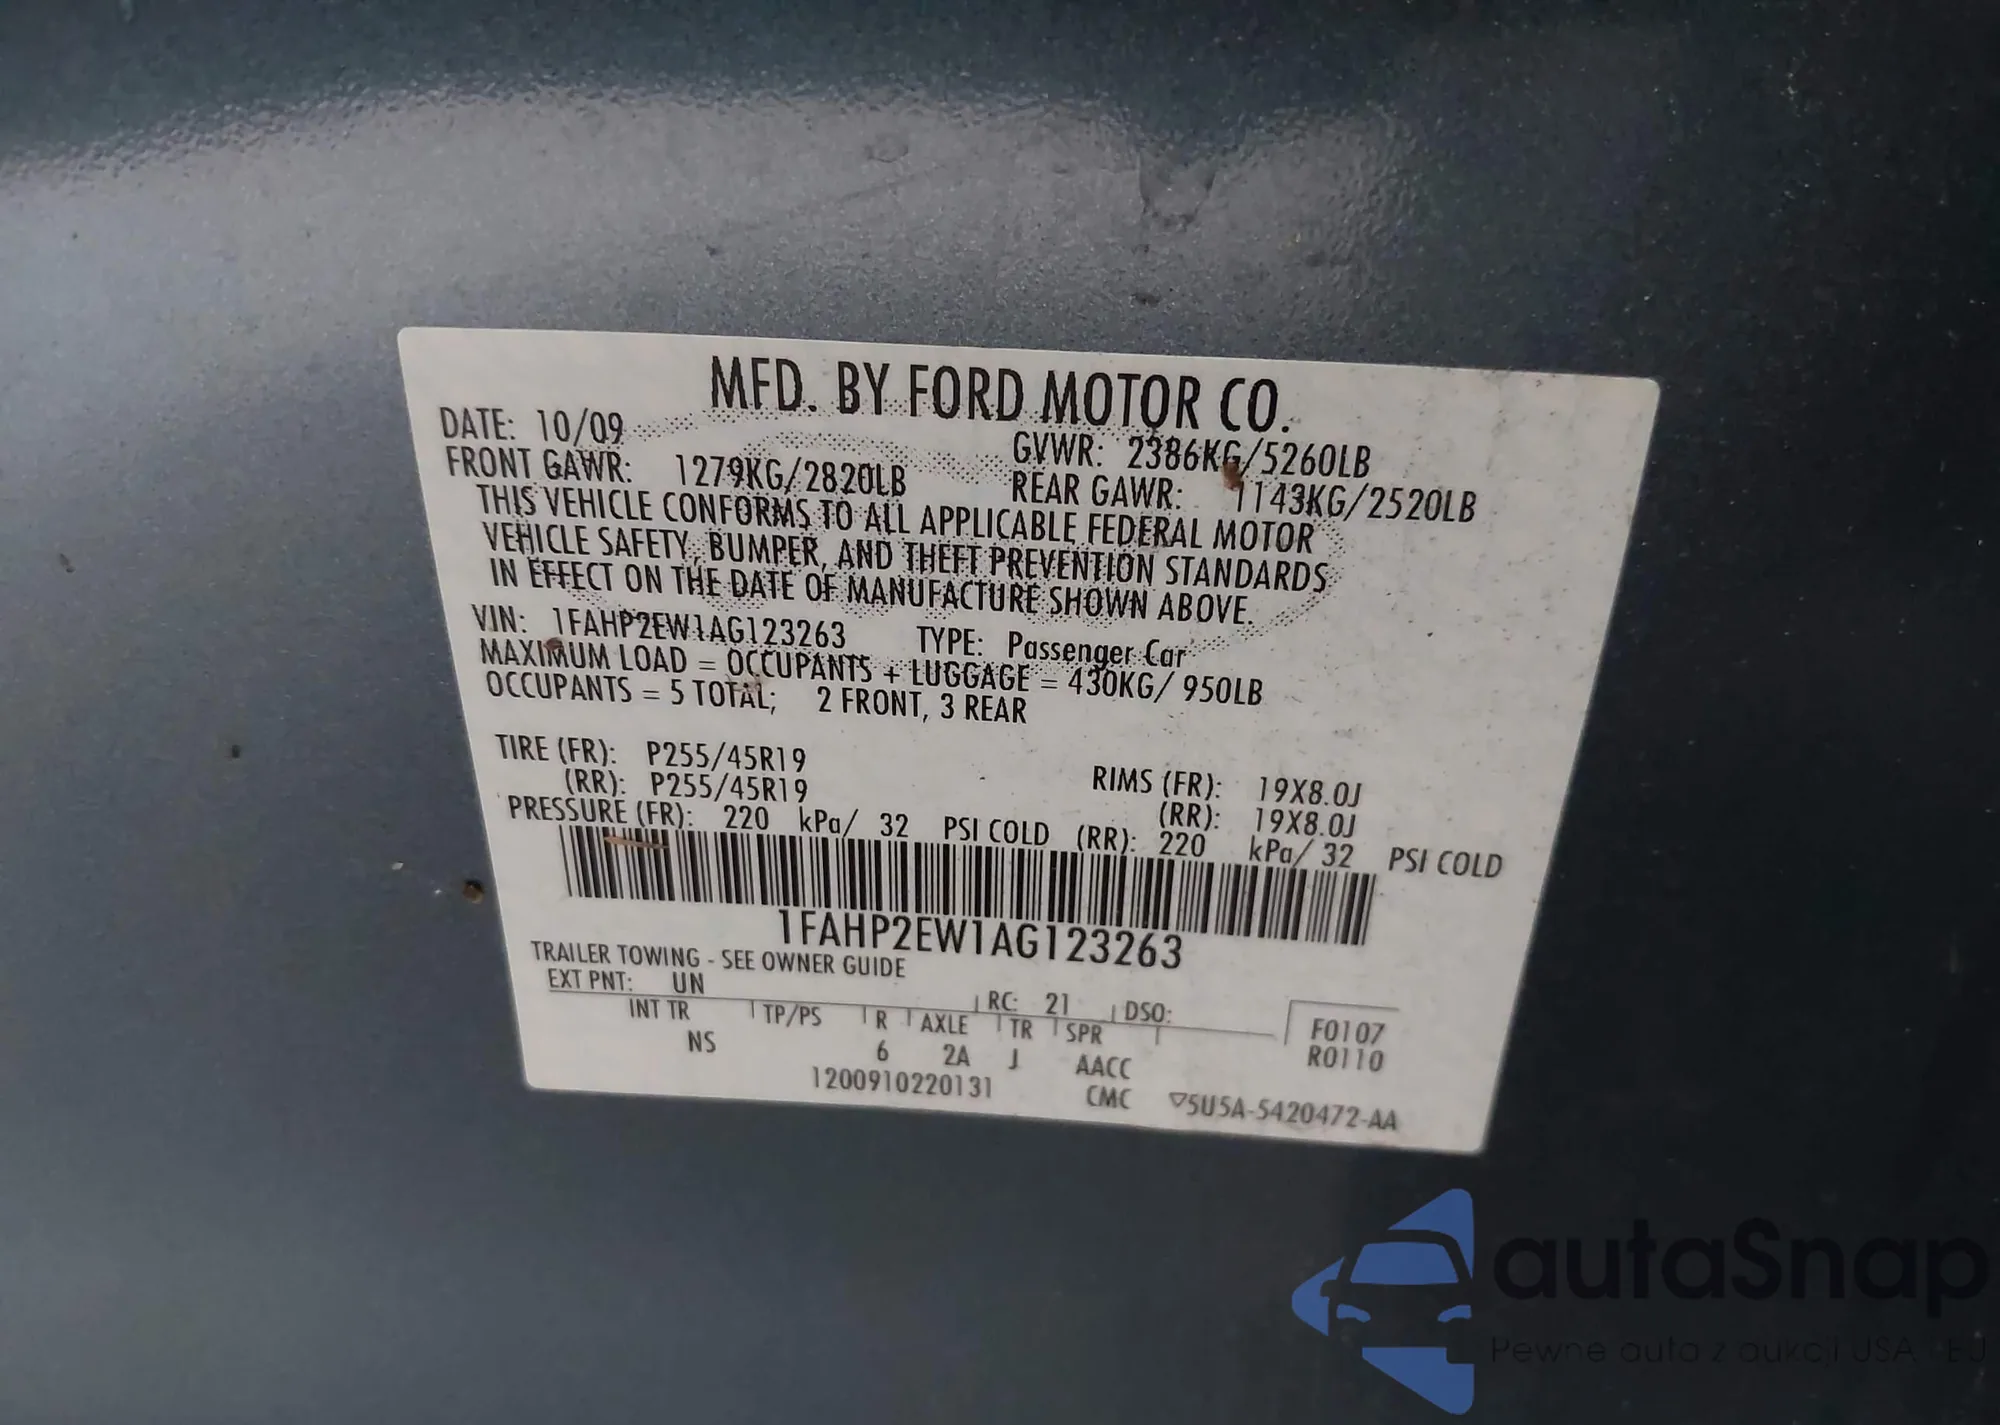 MFD. BY FORD MOTOR CO.
DATE: 10/09 GVWR: 2386KG/5260LB
FRONT GAWR: 1279KG/2820LB REAR GAWR: 1143KG/2520LB
THIS VEHICLE CONFORMS TO ALL APPLICABLE FEDERAL MOTOR
VEHICLE SAFETY, BUMPER, AND THEFT PREVENTION STANDARDS
IN EFFECT ON THE DATE OF MANUFACTURE SHOWN ABOVE.
VIN: 1FAHP2EW1AG123263 TYPE: Passenger Car
MAXIMUM LOAD = OCCUPANTS + LUGGAGE = 430KG/ 950LB
OCCUPANTS = 5 TOTAL; 2 FRONT, 3 REAR
TIRE (FR): P255/45R19 RIMS (FR): 19X8.0J
(RR): P255/45R19 (RR): 19X8.0J
PRESSURE (FR): 220 kPa/ 32 PSI COLD (RR): 220 kPa/ 32 PSI COLD
1FAHP2EW1AG123263
TRAILER TOWING - SEE OWNER GUIDE
EXT PNT: UN RC: 21 DSO:
INT TR TP/PS R AXLE TR SPR F0107
NS 6 2A J AACC R0110
1200910220131 CMC ▽5U5A-5420472-AA
autaSnap
Pewne auta z aukcji USA i EU